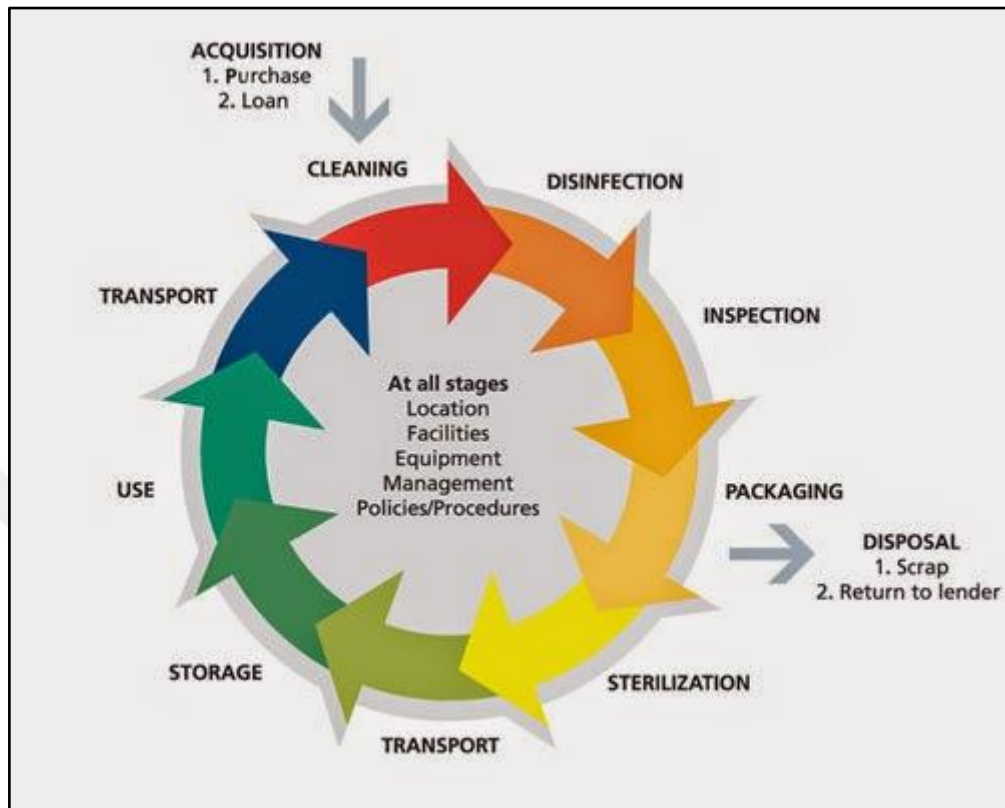 ACQUISITION
1. Purchase
2. Loan
CLEANING
DISINFECTION
INSPECTION
PACKAGING
DISPOSAL
1. Scrap
2. Return to lender
STERILIZATION
TRANSPORT
STORAGE
USE
TRANSPORT
At all stages
Location
Facilities
Equipment
Management
Policies/Procedures